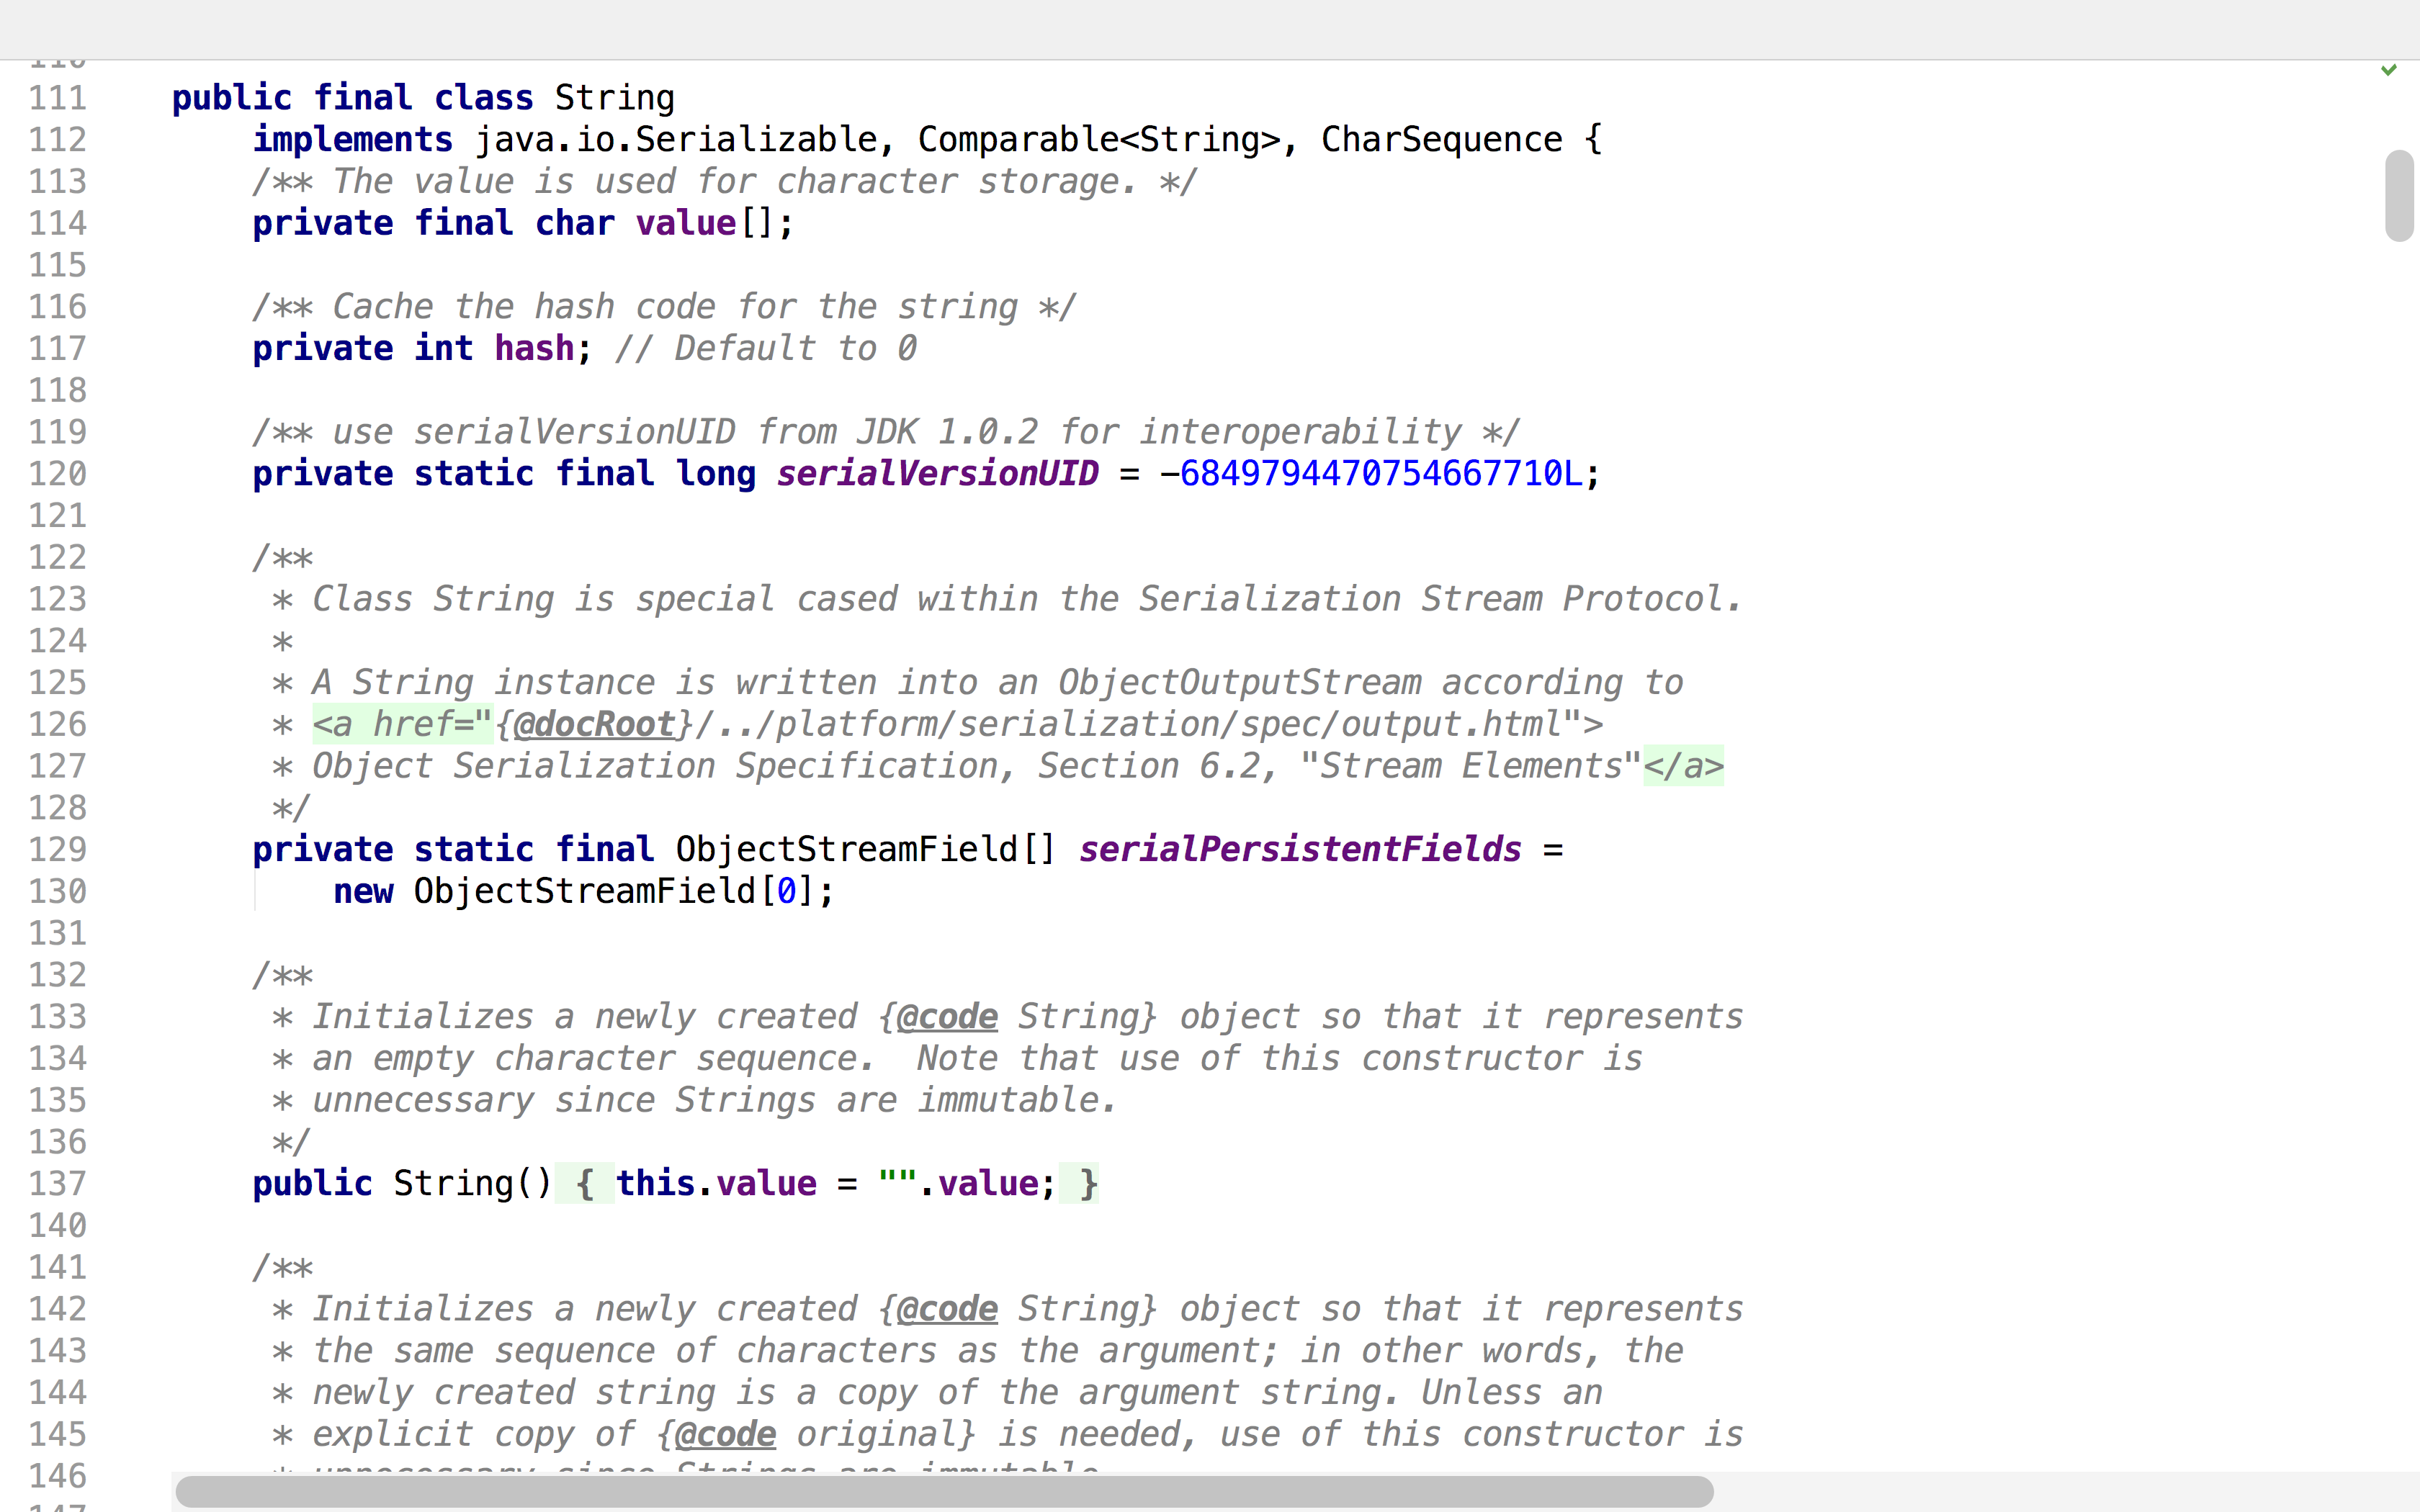 111 public final class String
112     implements java.io.Serializable, Comparable<String>, CharSequence {
113     /** The value is used for character storage. */
114     private final char value[];
115
116     /** Cache the hash code for the string */
117     private int hash; // Default to 0
118
119     /** use serialVersionUID from JDK 1.0.2 for interoperability */
120     private static final long serialVersionUID = -6849794470754667710L;
121
122     /**
123      * Class String is special cased within the Serialization Stream Protocol.
124      *
125      * A String instance is written into an ObjectOutputStream according to
126      * <a href="{@docRoot}/../platform/serialization/spec/output.html">
127      * Object Serialization Specification, Section 6.2, "Stream Elements"</a>
128      */
129     private static final ObjectStreamField[] serialPersistentFields =
130         new ObjectStreamField[0];
131
132     /**
133      * Initializes a newly created {@code String} object so that it represents
134      * an empty character sequence.  Note that use of this constructor is
135      * unnecessary since Strings are immutable.
136      */
137     public String() { this.value = "".value; }
140
141     /**
142      * Initializes a newly created {@code String} object so that it represents
143      * the same sequence of characters as the argument; in other words, the
144      * newly created string is a copy of the argument string. Unless an
145      * explicit copy of {@code original} is needed, use of this constructor is
146      * unnecessary since Strings are immutable